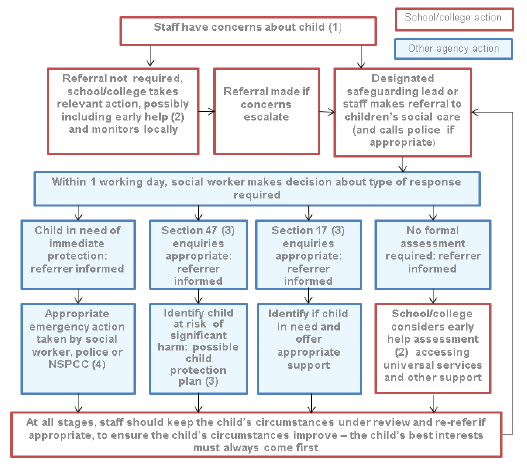 Staff have concerns about child (1)
School/college action
Other agency action
Referral not required,
school/college takes
relevant action, possibly
including early help (2)
and monitors locally
Referral made if
concerns
escalate
Designated
safeguarding lead or
staff makes referral to
children's social care
(and calls police if
appropriate)
Within 1 working day, social worker makes decision about type of response
required
Child in need of
immediate
protection:
referrer informed
Section 47 (3)
enquiries
appropriate:
referrer informed
Section 17 (3)
enquiries
appropriate:
referrer informed
No formal
assessment
required: referrer
informed
Appropriate
emergency action
taken by social
worker, police or
NSPCC (4)
Identify child
at risk of
significant
harm: possible
child
protection
plan (3)
Identify if child
in need and
offer
appropriate
support
School/college
considers early
help assessment
(2) accessing
universal services
and other support
At all stages, staff should keep the child's circumstances under review and re-refer if
appropriate, to ensure the child's circumstances improve – the child's best interests
must always come first